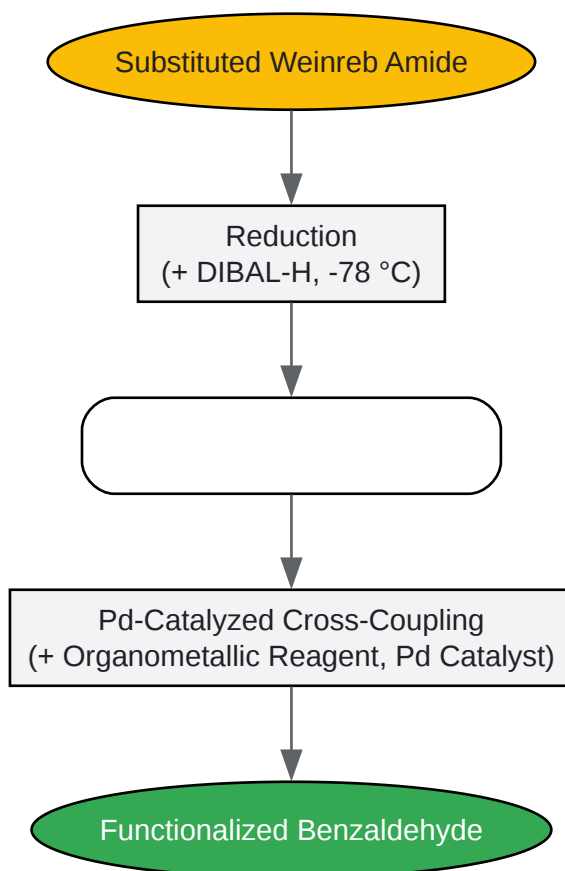 Substituted Weinreb Amide
Reduction
(+ DIBAL-H, -78 °C)
Pd-Catalyzed Cross-Coupling
(+ Organometallic Reagent, Pd Catalyst)
Functionalized Benzaldehyde